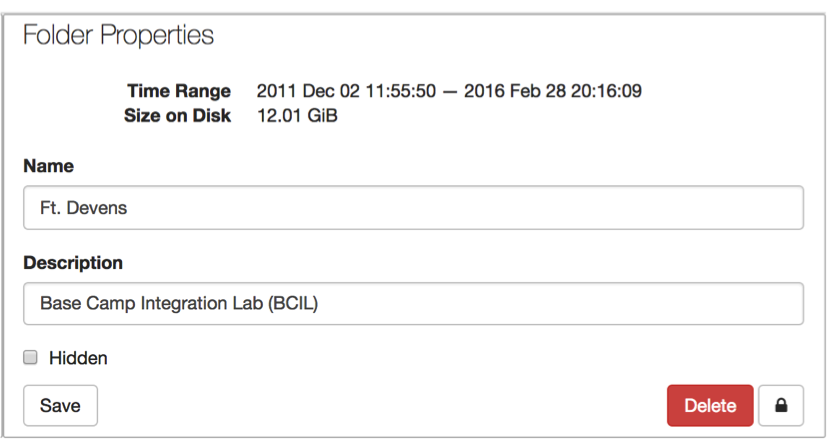 Folder Properties
Time Range 2011 Dec 02 11:55:50 — 2016 Feb 28 20:16:09
Size on Disk 12.01 GiB
Name
Ft. Devens
Description
Base Camp Integration Lab (BCIL)
Hidden
Save Delete